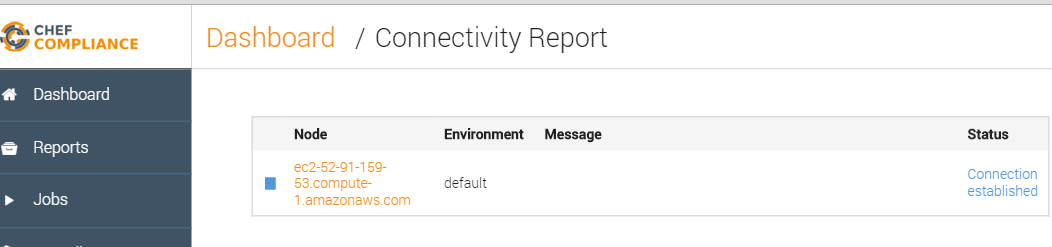 CHEF
COMPLIANCE
Dashboard / Connectivity Report
Dashboard
Reports
Jobs
Node Environment Message Status
ec2-52-91-159-
53.compute-
1.amazonaws.com
default
Connection
established